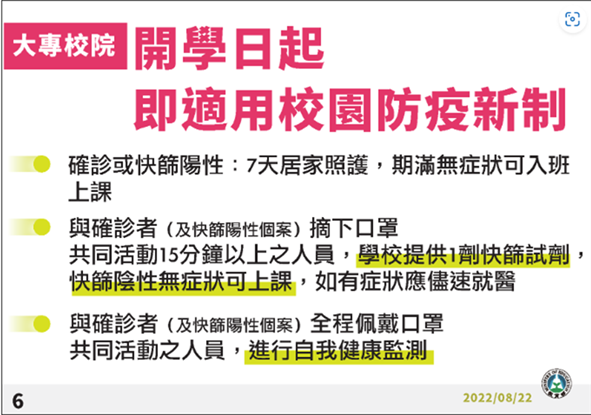 大專校院
開學日起
即適用校園防疫新制
確診或快篩陽性：7天居家照護，期滿無症狀可入班
上課
與確診者（及快篩陽性個案）摘下口罩
共同活動15分鐘以上之人員，學校提供1劑快篩試劑，
快篩陰性無症狀可上課，如有症狀應儘速就醫
與確診者（及快篩陽性個案）全程佩戴口罩
共同活動之人員，進行自我健康監測
6
2022/08/22